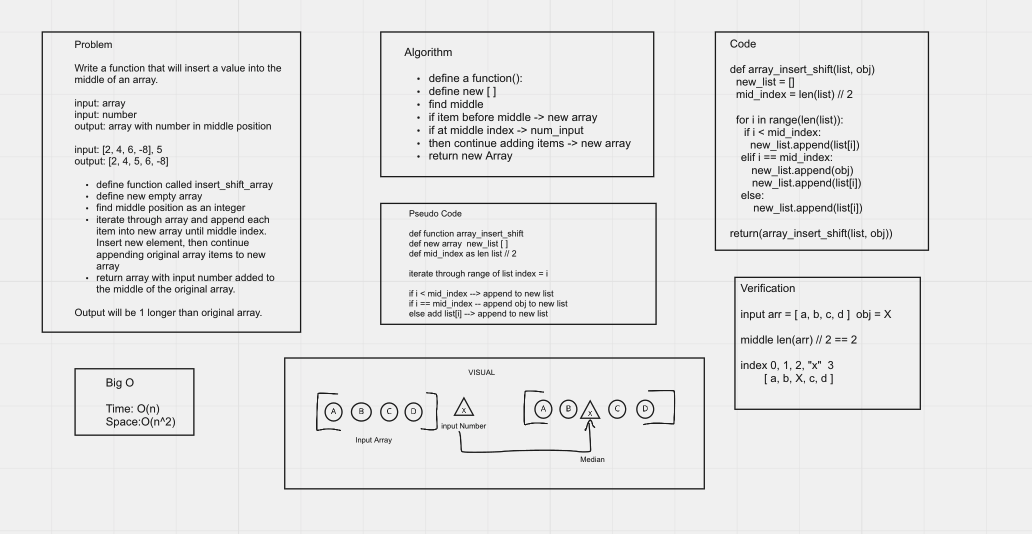 Problem
Write a function that will insert a value into the
middle of an array.
input: array
input: number
output: array with number in middle position
input: [2, 4, 6, -8], 5
output: [2, 4, 5, 6, -8]
• define function called insert_shift_array
• define new empty array
• find middle position as an integer
• iterate through array and append each
item into new array until middle index.
Insert new element, then continue
appending original array items to new
array
• return array with input number added to
the middle of the original array.
Output will be 1 longer than original array.
Big O
Time: O(n)
Space:O(n^2)
Algorithm
• define a function():
• define new [ ]
• find middle
• if item before middle -> new array
• if at middle index -> num_input
• then continue adding items -> new array
• return new Array
Pseudo Code
def function array_insert_shift
def new array  new_list [ ]
def mid_index as len list // 2
iterate through range of list index = i
if i < mid_index --> append to new list
if i == mid_index -- append obj to new list
else add list[i] --> append to new list
VISUAL
A B C D X A B X C D
input Number
Input Array
Median
Code
def array_insert_shift(list, obj)
new_list = []
mid_index = len(list) // 2
for i in range(len(list)):
if i < mid_index:
new_list.append(list[i])
elif i == mid_index:
new_list.append(obj)
new_list.append(list[i])
else:
new_list.append(list[i])
return(array_insert_shift(list, obj))
Verification
input arr = [ a, b, c, d ]  obj = X
middle len(arr) // 2 == 2
index 0, 1, 2, "x"  3
[ a, b, X, c, d ]